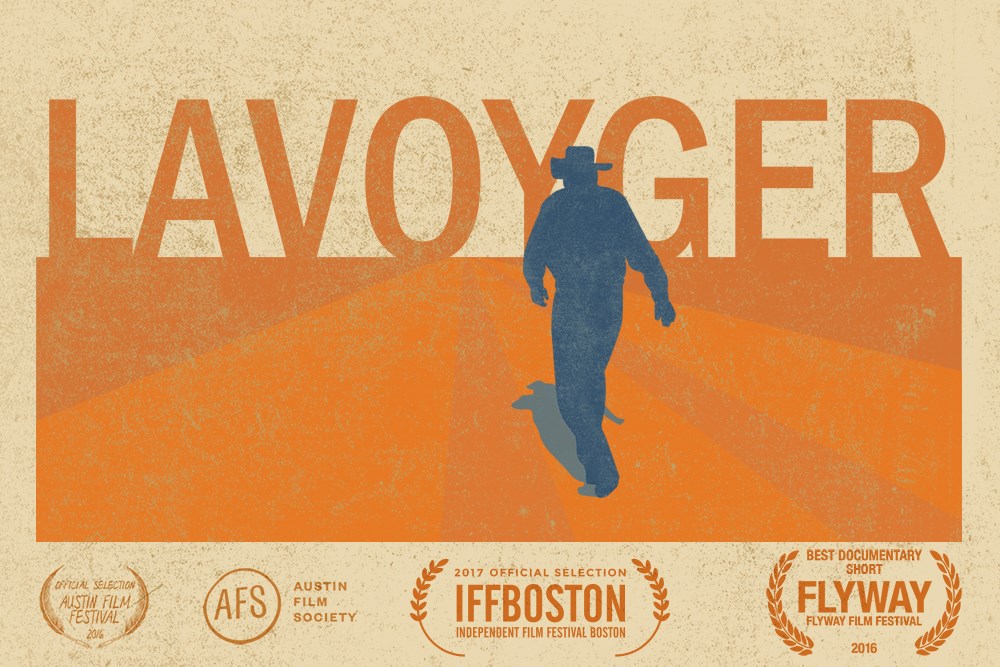 LAVOYGER
OFFICIAL SELECTION
AUSTIN FILM
FESTIVAL
2016
AFS
AUSTIN
FILM
SOCIETY
2017 OFFICIAL SELECTION
IFFBOSTON
INDEPENDENT FILM FESTIVAL BOSTON
BEST DOCUMENTARY
SHORT
FLYWAY
FLYWAY FILM FESTIVAL
2016